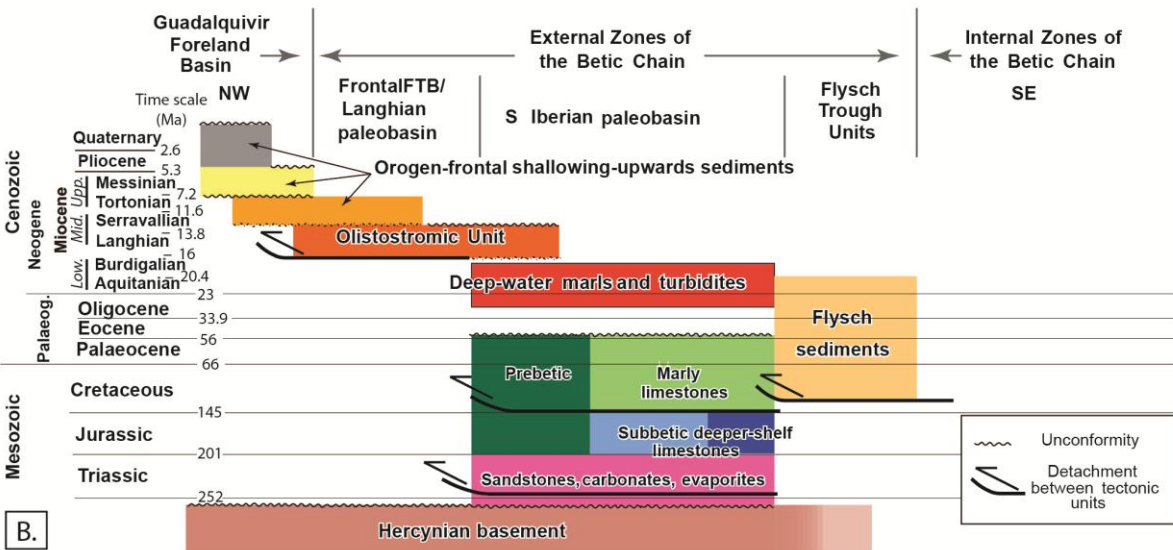 Guadalquivir
Foreland
Basin
External Zones of
the Betic Chain
Internal Zones of
the Betic Chain
NW
SE
FrontalFTB/
Langhian
paleobasin
S Iberian paleobasin
Flysch
Trough
Units
Time scale
(Ma)
Cenozoic
Neogene
Miocene
Upp.
Mid.
Low.
Palaeog.
Mesozoic
Quaternary
2.6
Pliocene
5.3
Messinian
7.2
Tortonian
11.6
Serravallian
13.8
Langhian
16
Burdigalian
20.4
Aquitanian
23
Oligocene
33.9
Eocene
56
Palaeocene
66
Cretaceous
145
Jurassic
201
Triassic
252
Orogen-frontal shallowing-upwards sediments
Olistostromic Unit
Deep-water marls and turbidites
Flysch
sediments
Prebetic
Marly
limestones
Subbetic deeper-shelf
limestones
Sandstones, carbonates, evaporites
Hercynian basement
Unconformity
Detachment
between tectonic
units
B.